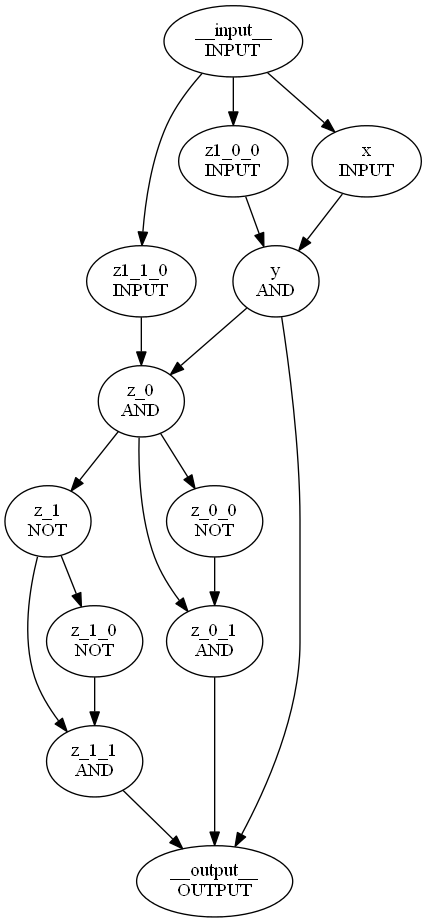 __input__
INPUT
z1_0_0
INPUT
x
INPUT
z1_1_0
INPUT
y
AND
z_0
AND
z_1
NOT
z_0_0
NOT
z_1_0
NOT
z_0_1
AND
z_1_1
AND
__output__
OUTPUT